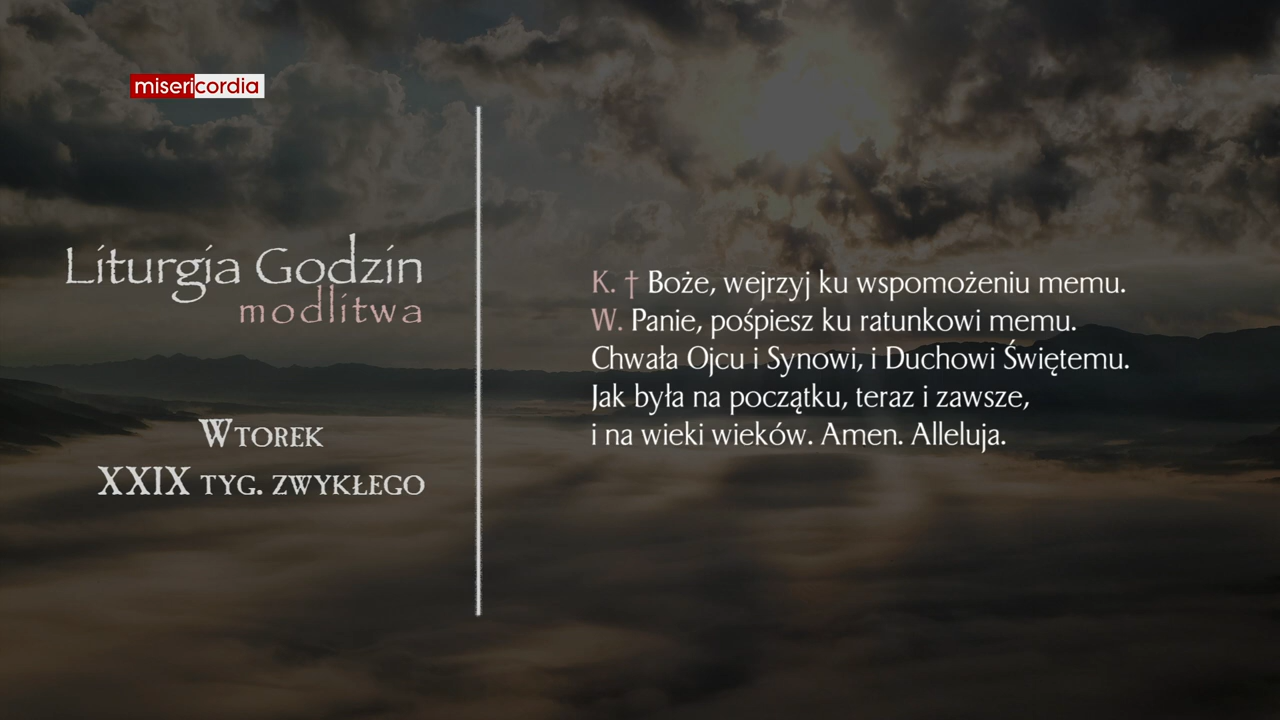 misericordia
Liturgia Godzin
modlitwa
Wtorek
XXIX tyg. zwykłego
K. † Boże, wejrzyj ku wspomożeniu memu.
W. Panie, pośpiesz ku ratunkowi memu.
Chwała Ojcu i Synowi, i Duchowi Świętemu.
Jak była na początku, teraz i zawsze,
i na wieki wieków. Amen. Alleluja.